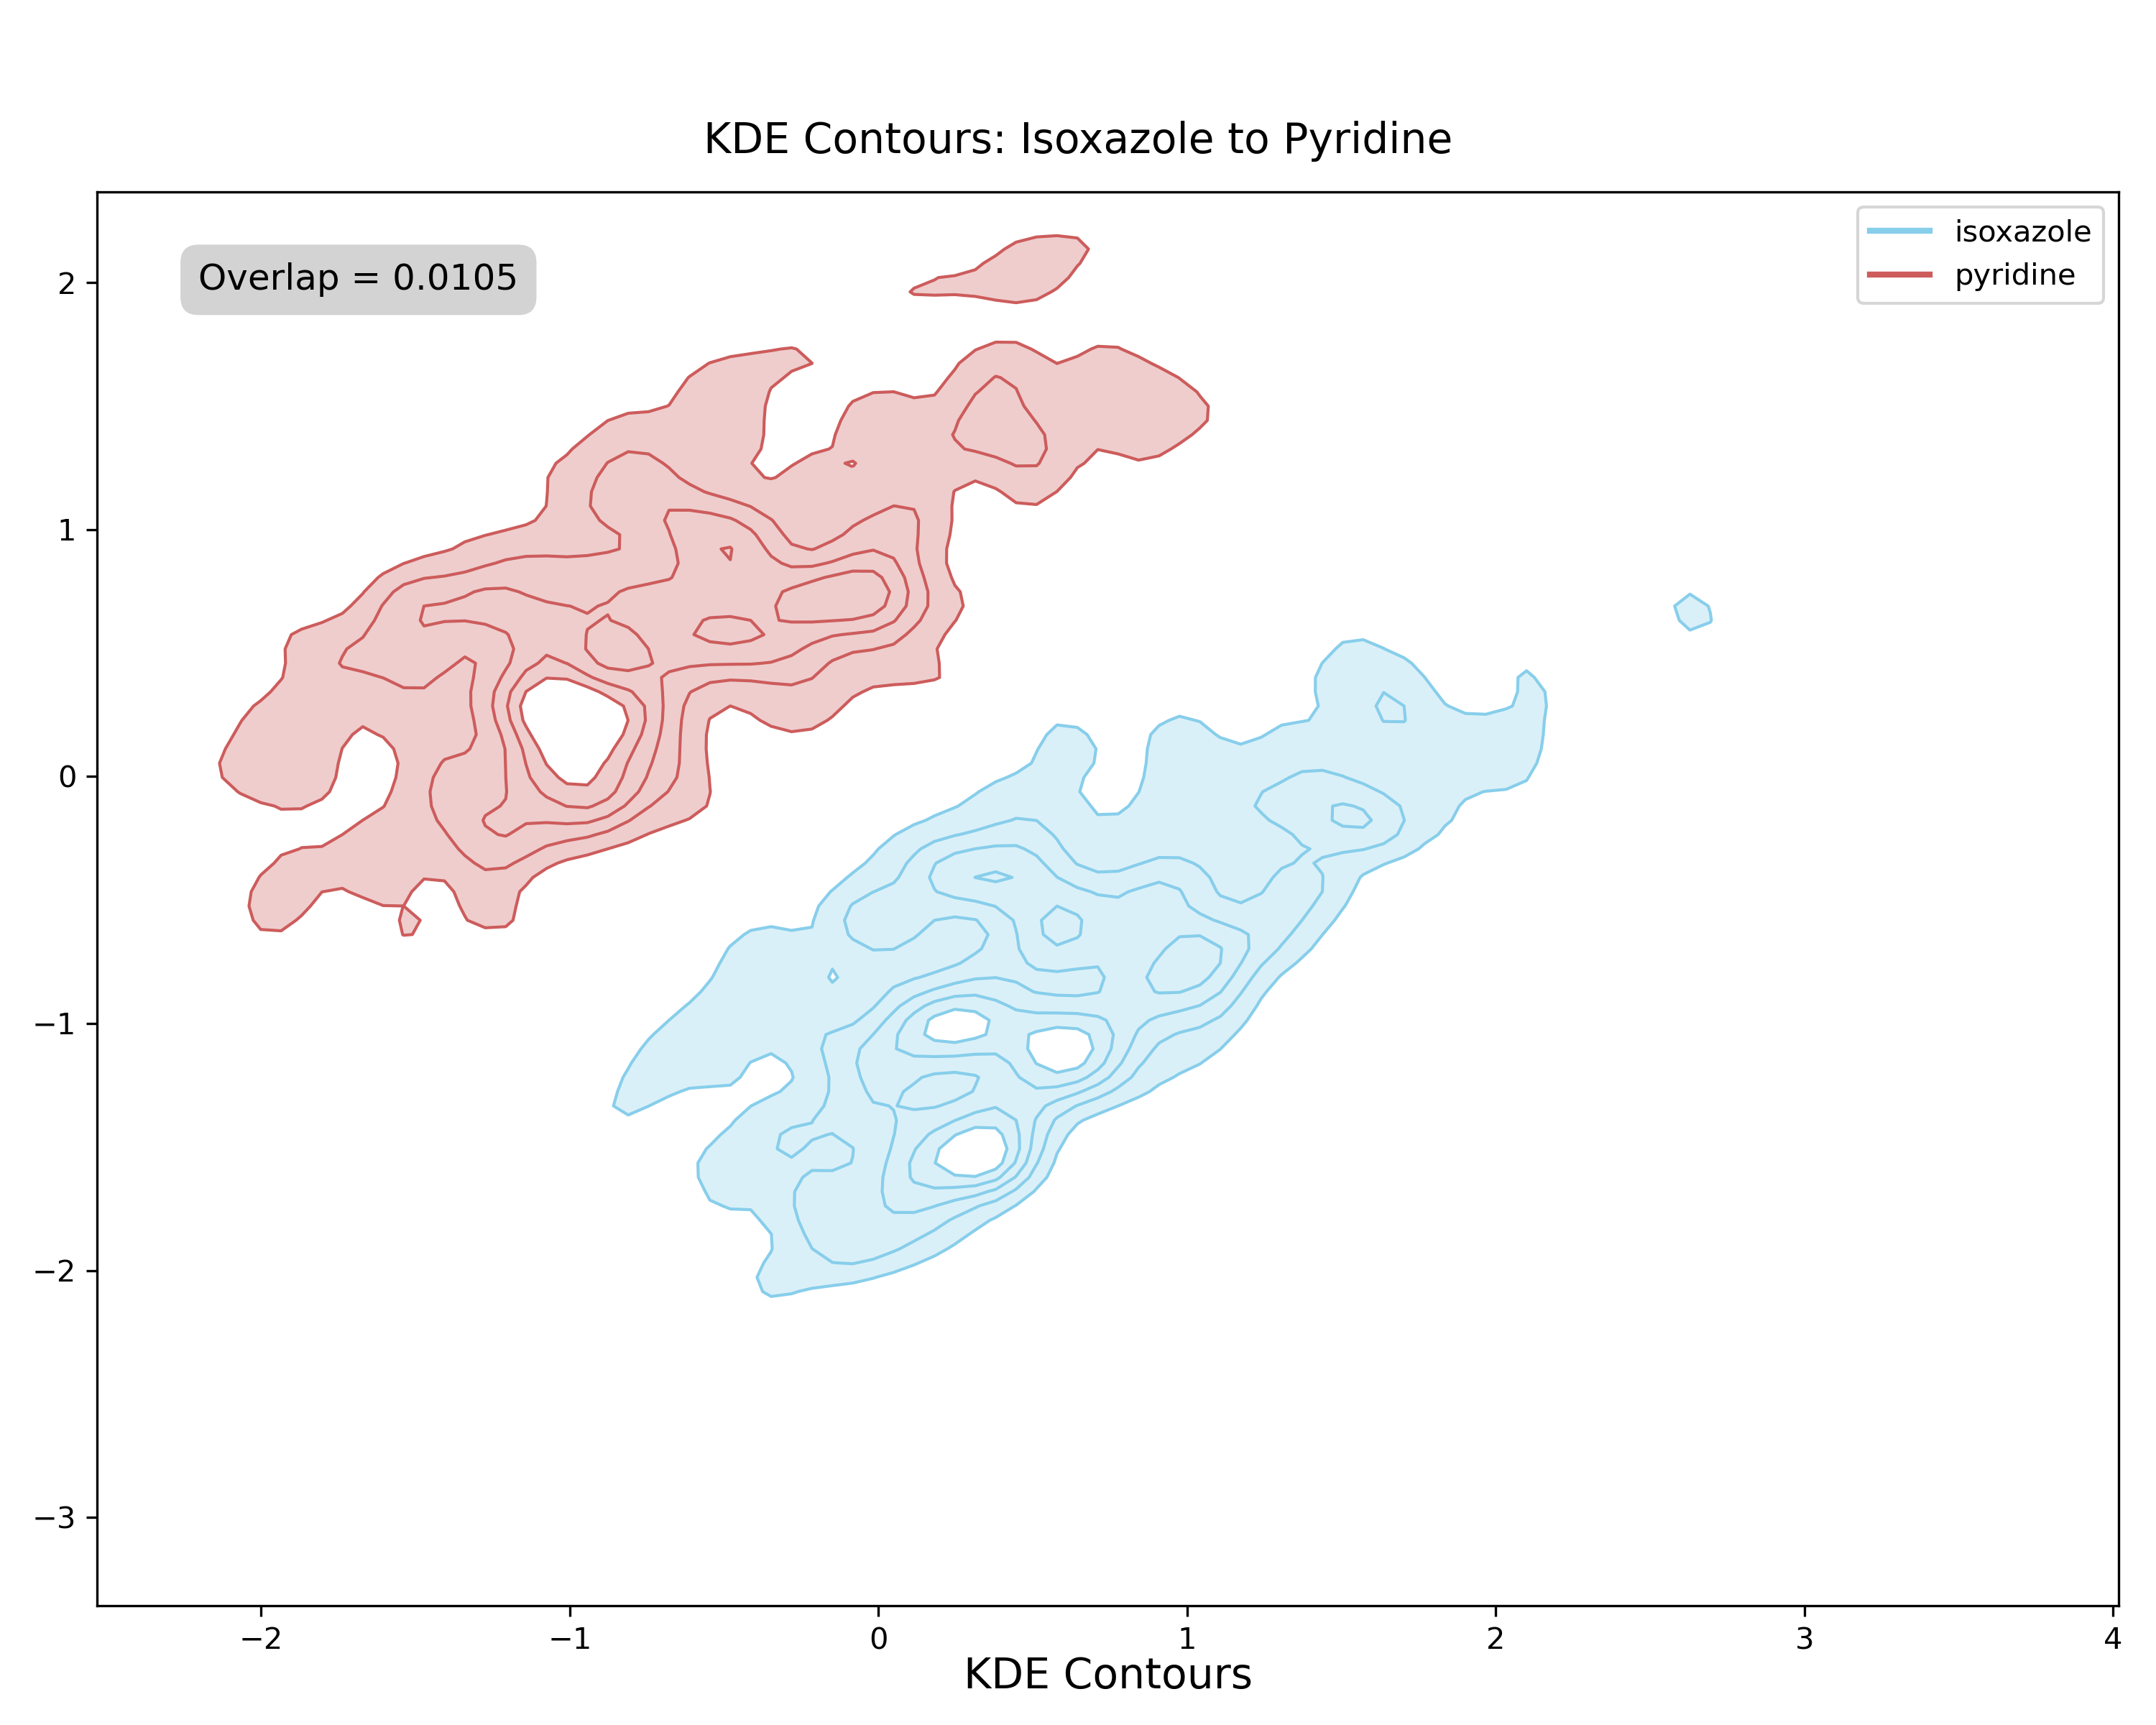 KDE Contours: Isoxazole to Pyridine
Overlap = 0.0105
isoxazole
pyridine
2
1
0
−1
−2
−3
−2 −1 0 1 2 3 4
KDE Contours